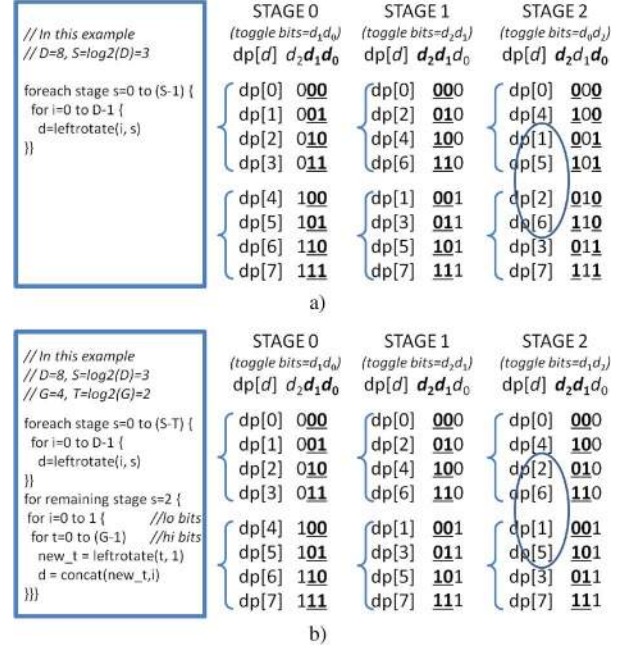 // In this example
// D=8, S=log2(D)=3
foreach stage s=0 to (S-1) {
for i=0 to D-1 {
d=leftrotate(i, s)
}}
STAGE 0 STAGE 1 STAGE 2
(toggle bits=d₁d₀) (toggle bits=d₂d₁) (toggle bits=d₀d₂)
dp[d] d₂d₁d₀ dp[d] d₂d₁d₀ dp[d] d₂d₁d₀
dp[0] 000 dp[0] 000 dp[0] 000
dp[1] 001 dp[2] 010 dp[4] 100
dp[2] 010 dp[4] 100 dp[1] 001
dp[3] 011 dp[6] 110 dp[5] 101
dp[4] 100 dp[1] 001 dp[2] 010
dp[5] 101 dp[3] 011 dp[6] 110
dp[6] 110 dp[5] 101 dp[3] 011
dp[7] 111 dp[7] 111 dp[7] 111
a)
// In this example
// D=8, S=log2(D)=3
// G=4, T=log2(G)=2
foreach stage s=0 to (S-T) {
for i=0 to D-1 {
d=leftrotate(i, s)
}}
for remaining stage s=2 {
for i=0 to 1 { //lo bits
for t=0 to (G-1) //hi bits
new_t = leftrotate(t, 1)
d = concat(new_t,i)
}}}
STAGE 0 STAGE 1 STAGE 2
(toggle bits=d₁d₀) (toggle bits=d₂d₁) (toggle bits=d₁d₂)
dp[d] d₂d₁d₀ dp[d] d₂d₁d₀ dp[d] d₂d₁d₀
dp[0] 000 dp[0] 000 dp[0] 000
dp[1] 001 dp[2] 010 dp[4] 100
dp[2] 010 dp[4] 100 dp[2] 010
dp[3] 011 dp[6] 110 dp[6] 110
dp[4] 100 dp[1] 001 dp[1] 001
dp[5] 101 dp[3] 011 dp[5] 101
dp[6] 110 dp[5] 101 dp[3] 011
dp[7] 111 dp[7] 111 dp[7] 111
b)